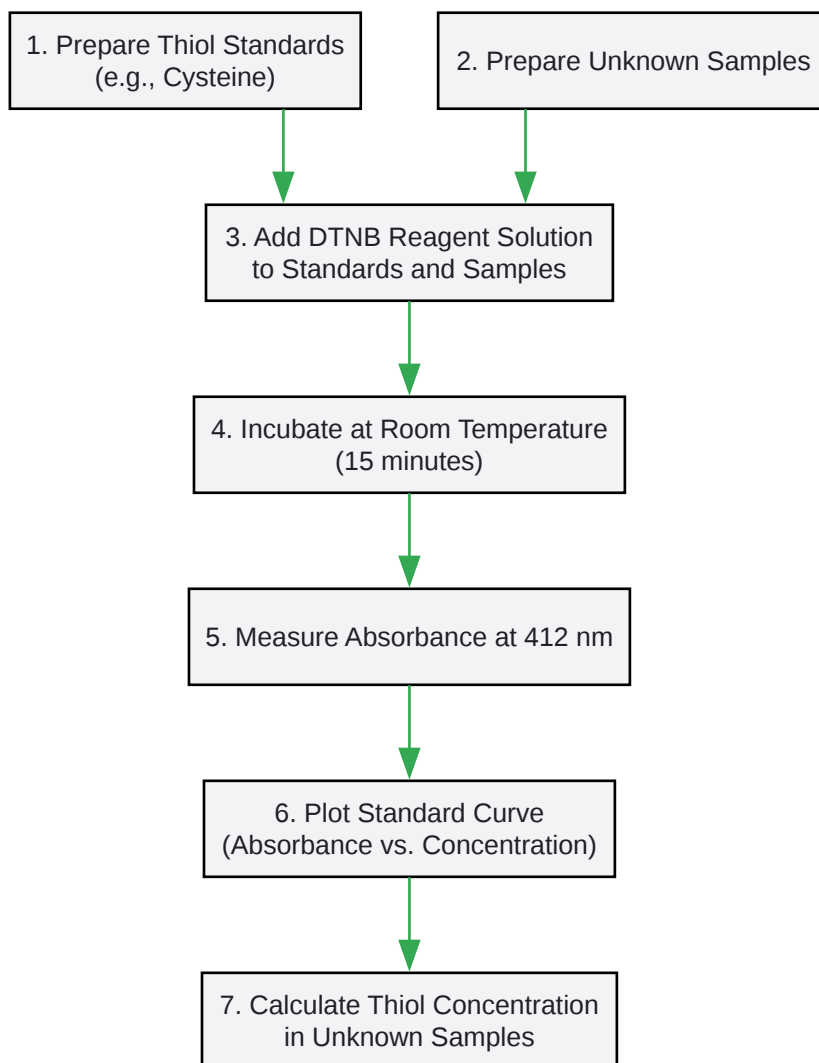 1. Prepare Thiol Standards
(e.g., Cysteine)
2. Prepare Unknown Samples
3. Add DTNB Reagent Solution
to Standards and Samples
4. Incubate at Room Temperature
(15 minutes)
5. Measure Absorbance at 412 nm
6. Plot Standard Curve
(Absorbance vs. Concentration)
7. Calculate Thiol Concentration
in Unknown Samples